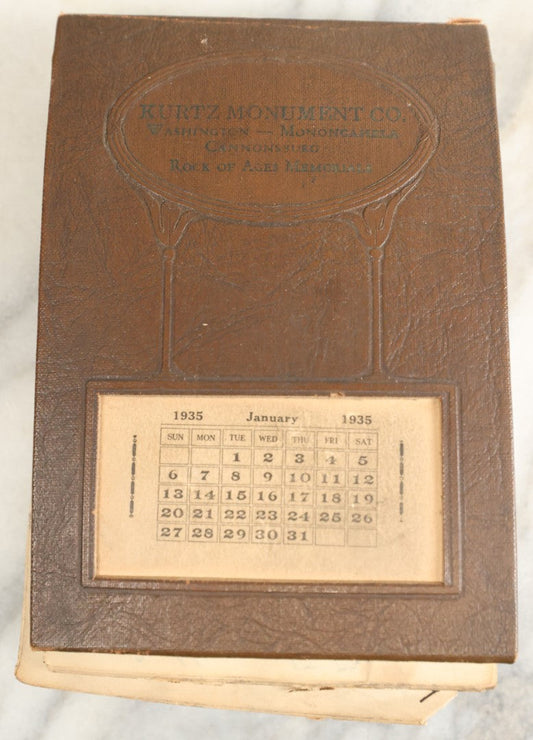 KURTZ MONUMENT CO.
WASHINGTON — MONONGAHELA
CANNONSBURG
ROCK OF AGES MEMORIALS
1935 January 1935
SUN MON TUE WED THU FRI SAT
1 2 3 4 5
6 7 8 9 10 11 12
13 14 15 16 17 18 19
20 21 22 23 24 25 26
27 28 29 30 31